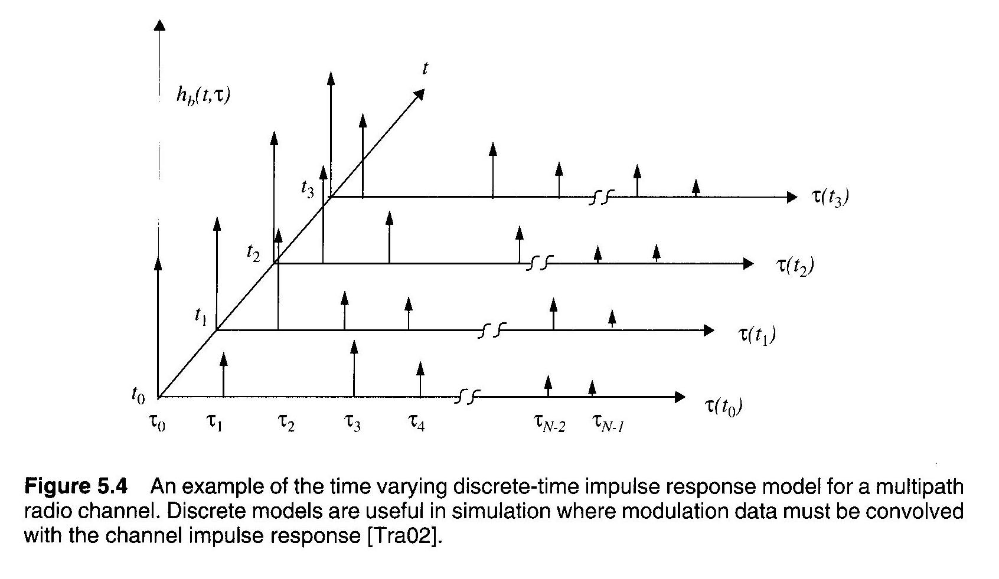 t
h_b(t,τ)
t_3
τ(t_3)
t_2
τ(t_2)
t_1
τ(t_1)
t_0
τ(t_0)
τ_0 τ_1 τ_2 τ_3 τ_4 τ_N-2 τ_N-1
Figure 5.4 An example of the time varying discrete-time impulse response model for a multipath
radio channel. Discrete models are useful in simulation where modulation data must be convolved
with the channel impulse response [Tra02].